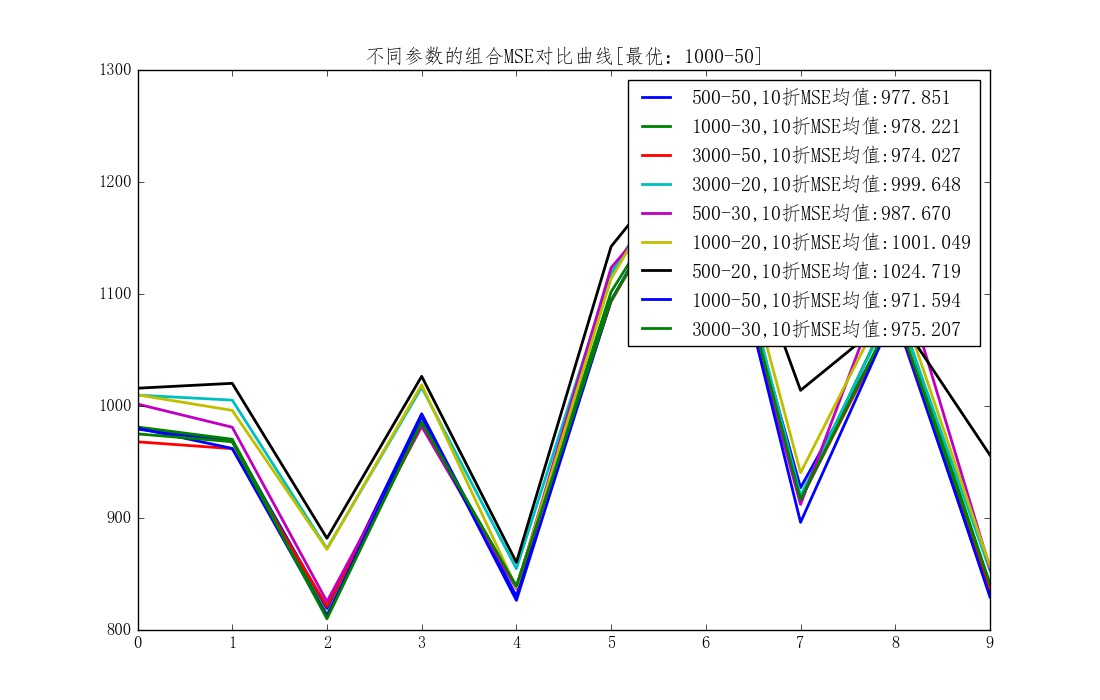 不同参数的组合MSE对比曲线[最优: 1000-50]
1300
1200
1100
1000
900
800
500-50,10折MSE均值:977.851
1000-30,10折MSE均值:978.221
3000-50,10折MSE均值:974.027
3000-20,10折MSE均值:999.648
500-30,10折MSE均值:987.670
1000-20,10折MSE均值:1001.049
500-20,10折MSE均值:1024.719
1000-50,10折MSE均值:971.594
3000-30,10折MSE均值:975.207
0 1 2 3 4 5 6 7 8 9